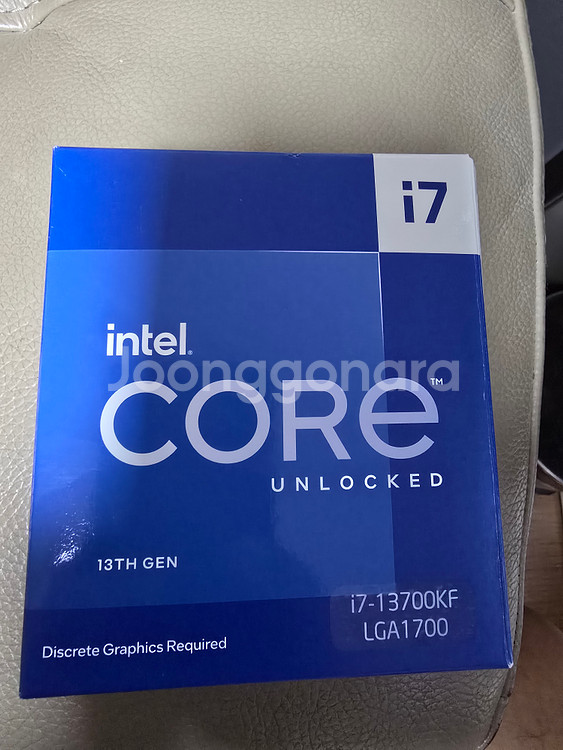 i7
intel.
Joonggonara
CORE™
UNLOCKED
13TH GEN
i7-13700KF
LGA1700
Discrete Graphics Required